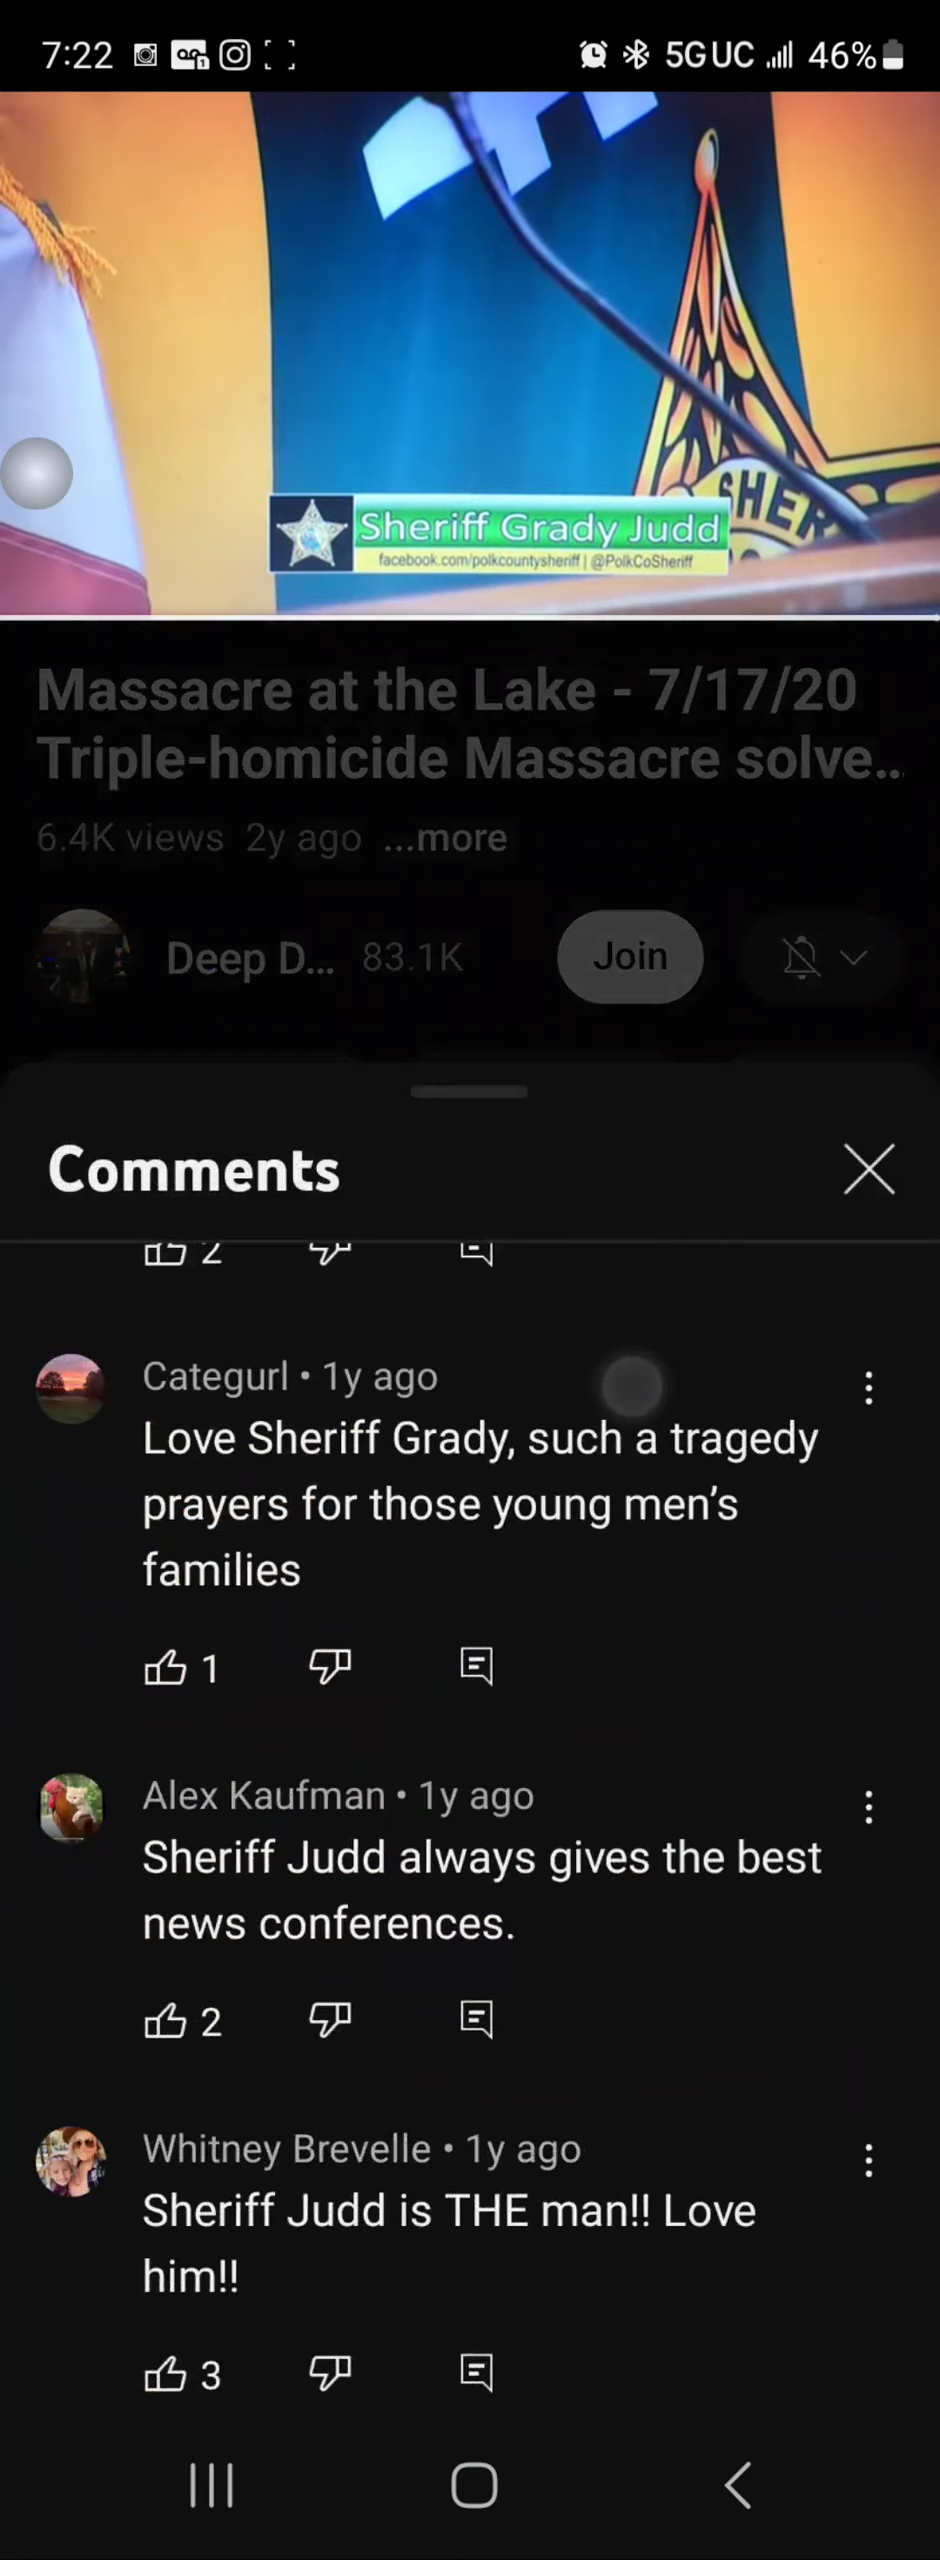 7:22
5G UC 46%
SHER
Sheriff Grady Judd
facebook.com/polkcountysheriff | @PolkCoSheriff
Massacre at the Lake - 7/17/20
Triple-homicide Massacre solve...
6.4K views 2y ago ...more
Deep D... 83.1K Join
Comments
2
Categurl • 1y ago
Love Sheriff Grady, such a tragedy
prayers for those young men's
families
1
Alex Kaufman • 1y ago
Sheriff Judd always gives the best
news conferences.
2
Whitney Brevelle • 1y ago
Sheriff Judd is THE man!! Love
him!!
3